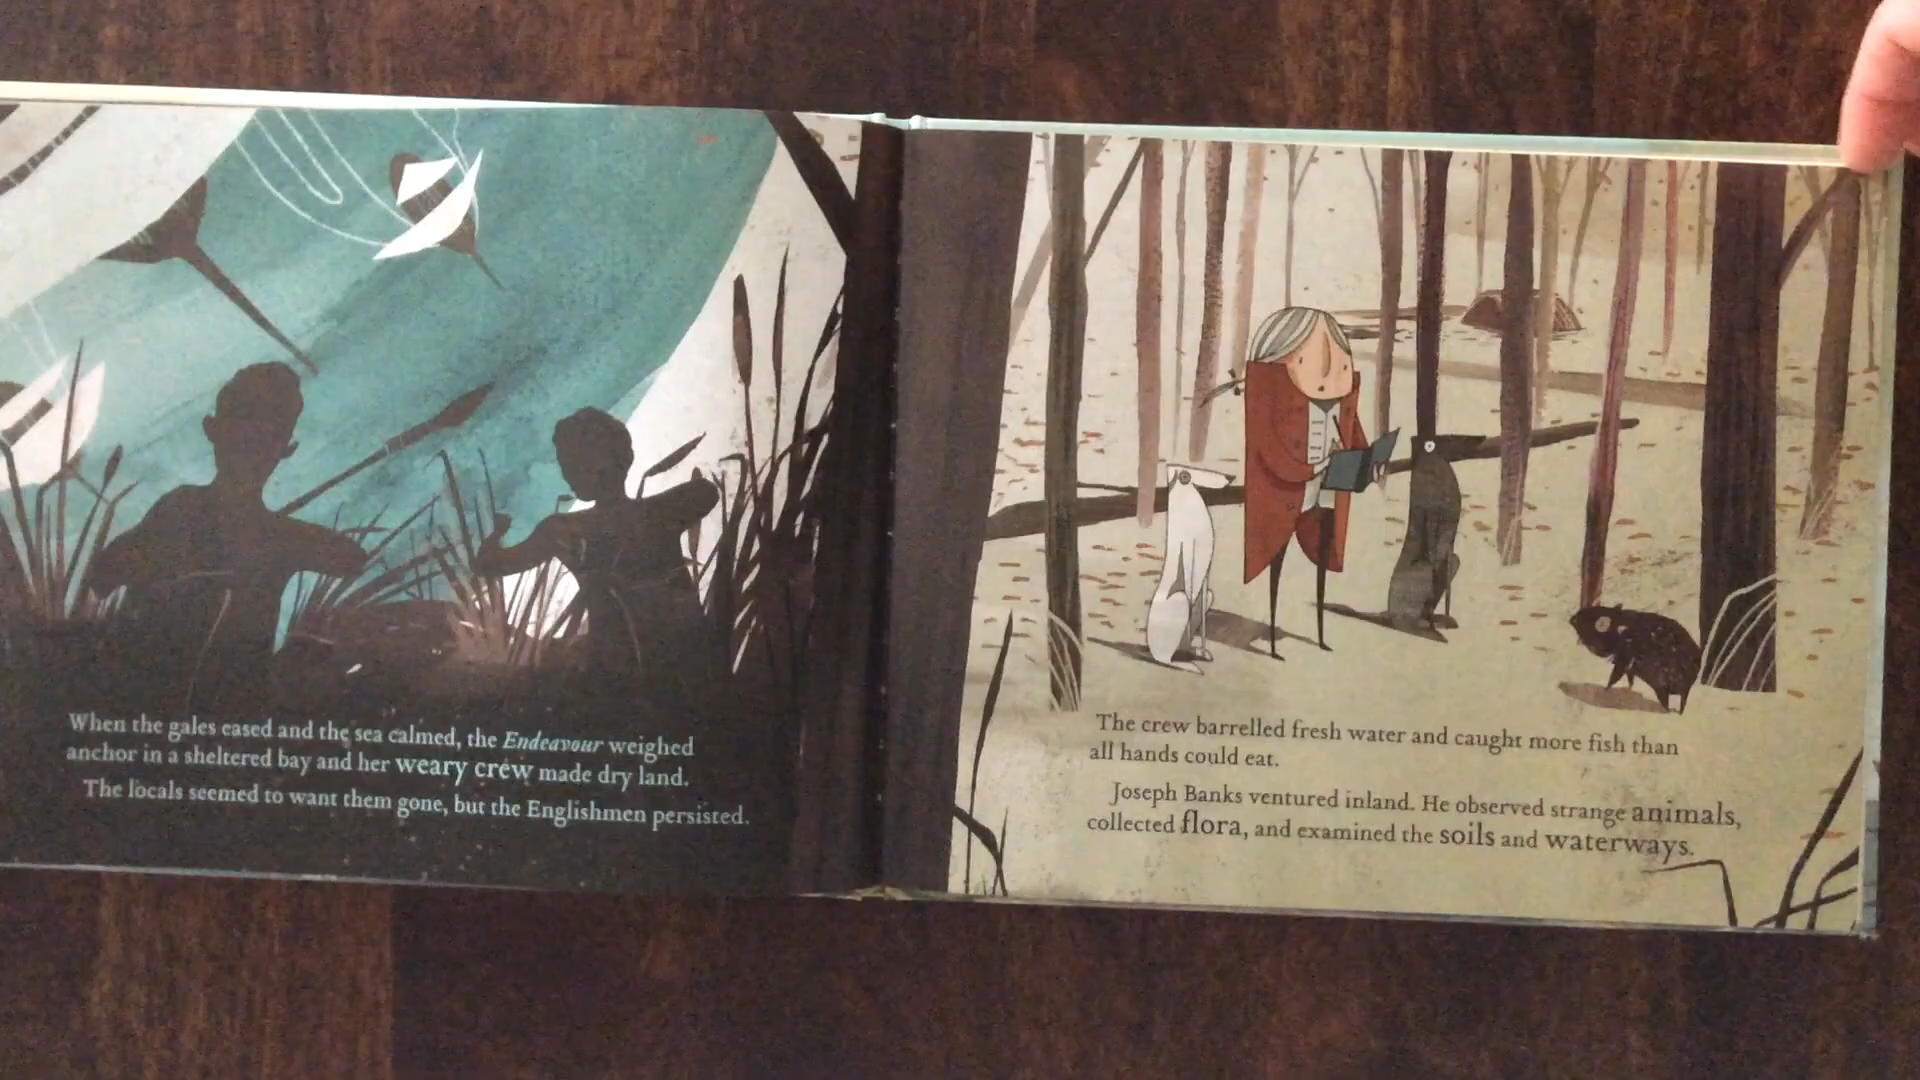 When the gales eased and the sea calmed, the Endeavour weighed
anchor in a sheltered bay and her weary crew made dry land.
The locals seemed to want them gone, but the Englishmen persisted.
The crew barrelled fresh water and caught more fish than
all hands could eat.
Joseph Banks ventured inland. He observed strange animals,
collected flora, and examined the soils and waterways.